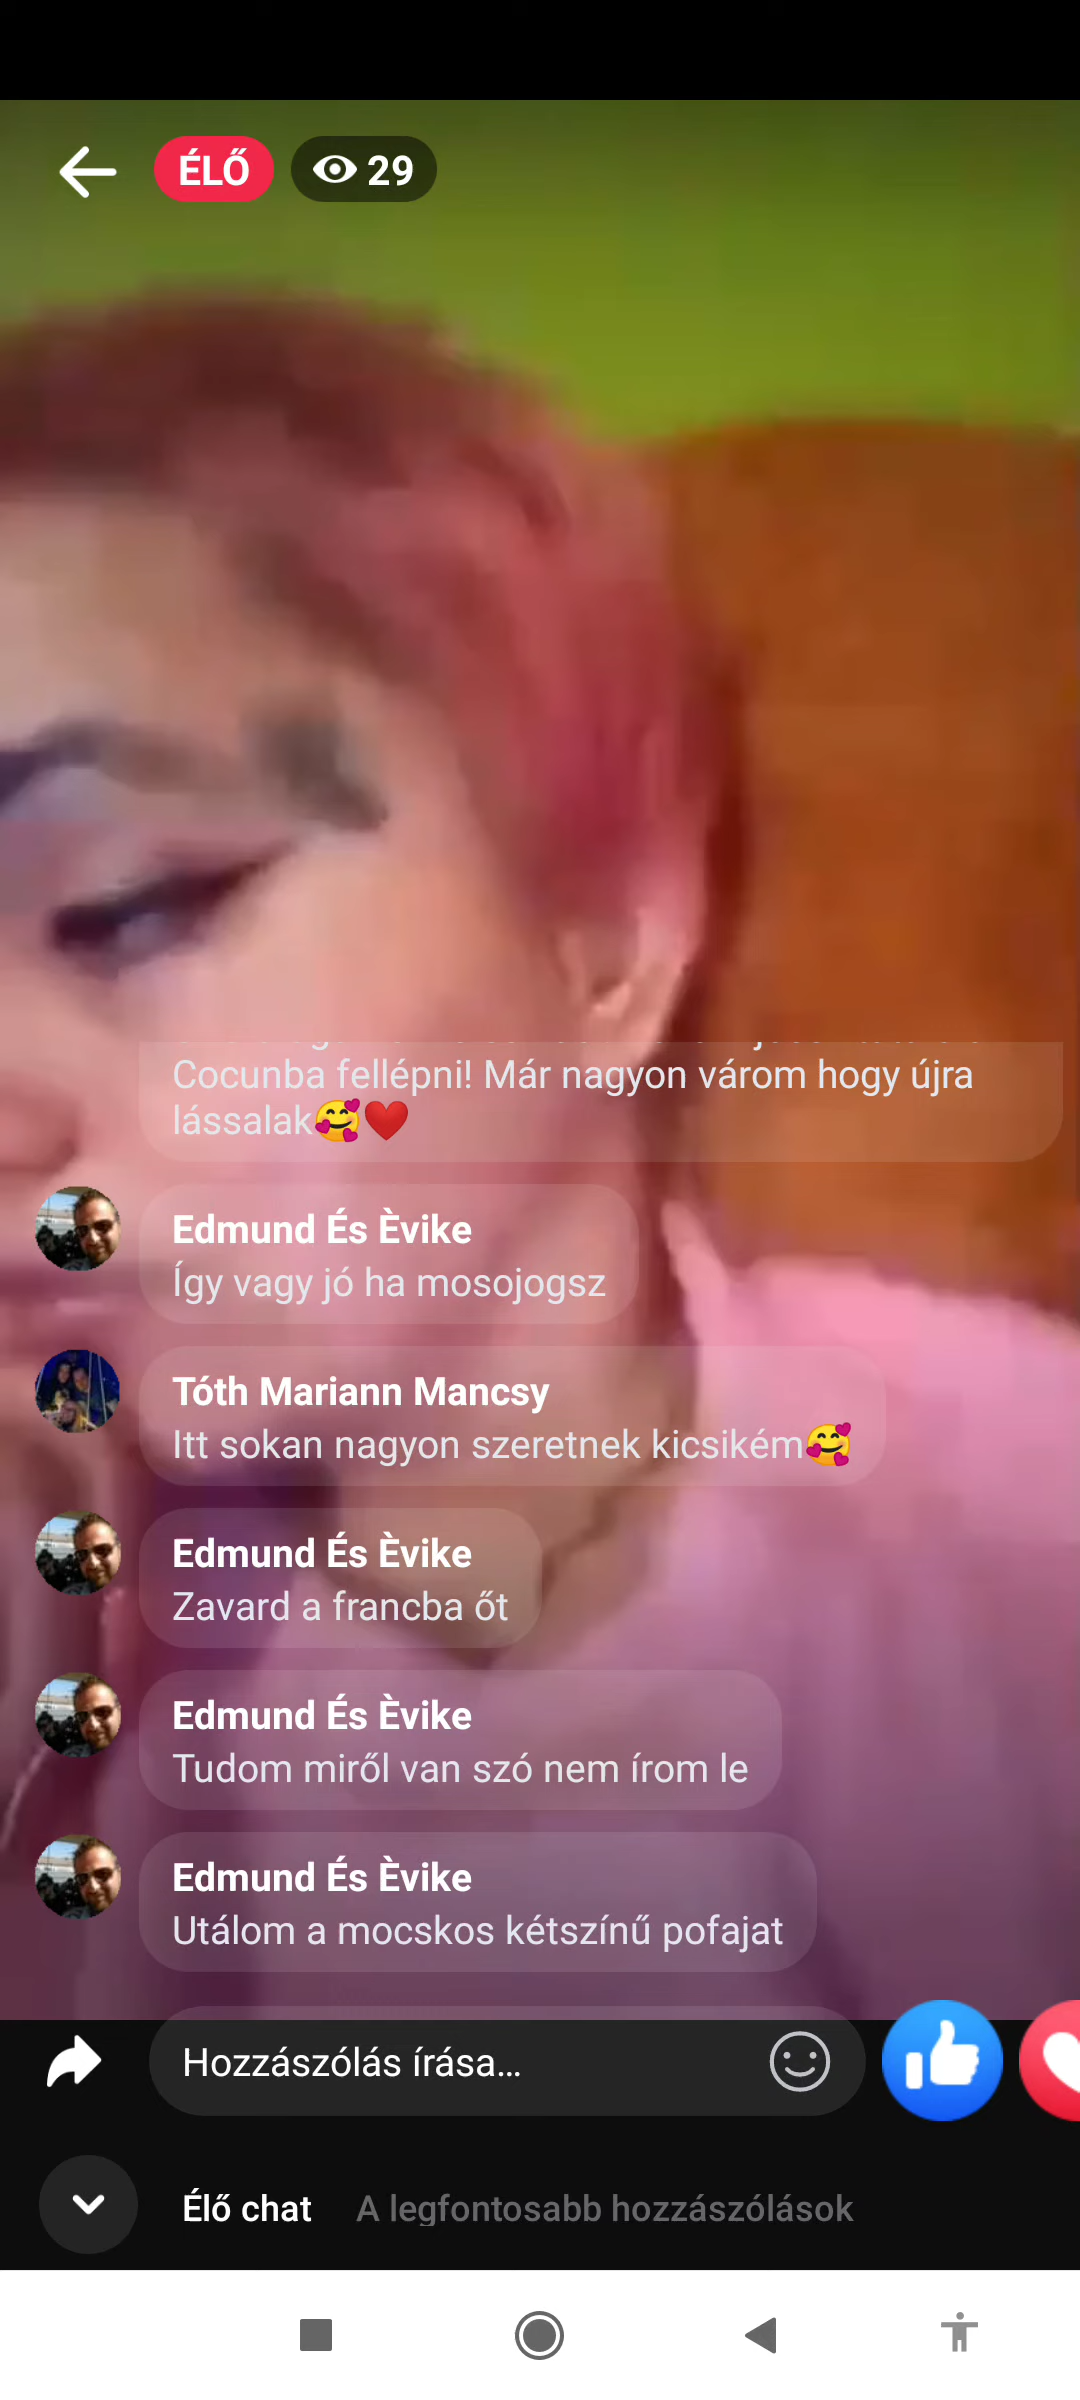 ÉLŐ 29
Cocunba fellépni! Már nagyon várom hogy újra
lássalak🥰❤️
Edmund És Èvike
Így vagy jó ha mosojogsz
Tóth Mariann Mancsy
Itt sokan nagyon szeretnek kicsikém🥰
Edmund És Èvike
Zavard a francba őt
Edmund És Èvike
Tudom miről van szó nem írom le
Edmund És Èvike
Utálom a mocskos kétszínű pofajat
Hozzászólás írása...
Élő chat A legfontosabb hozzászólások